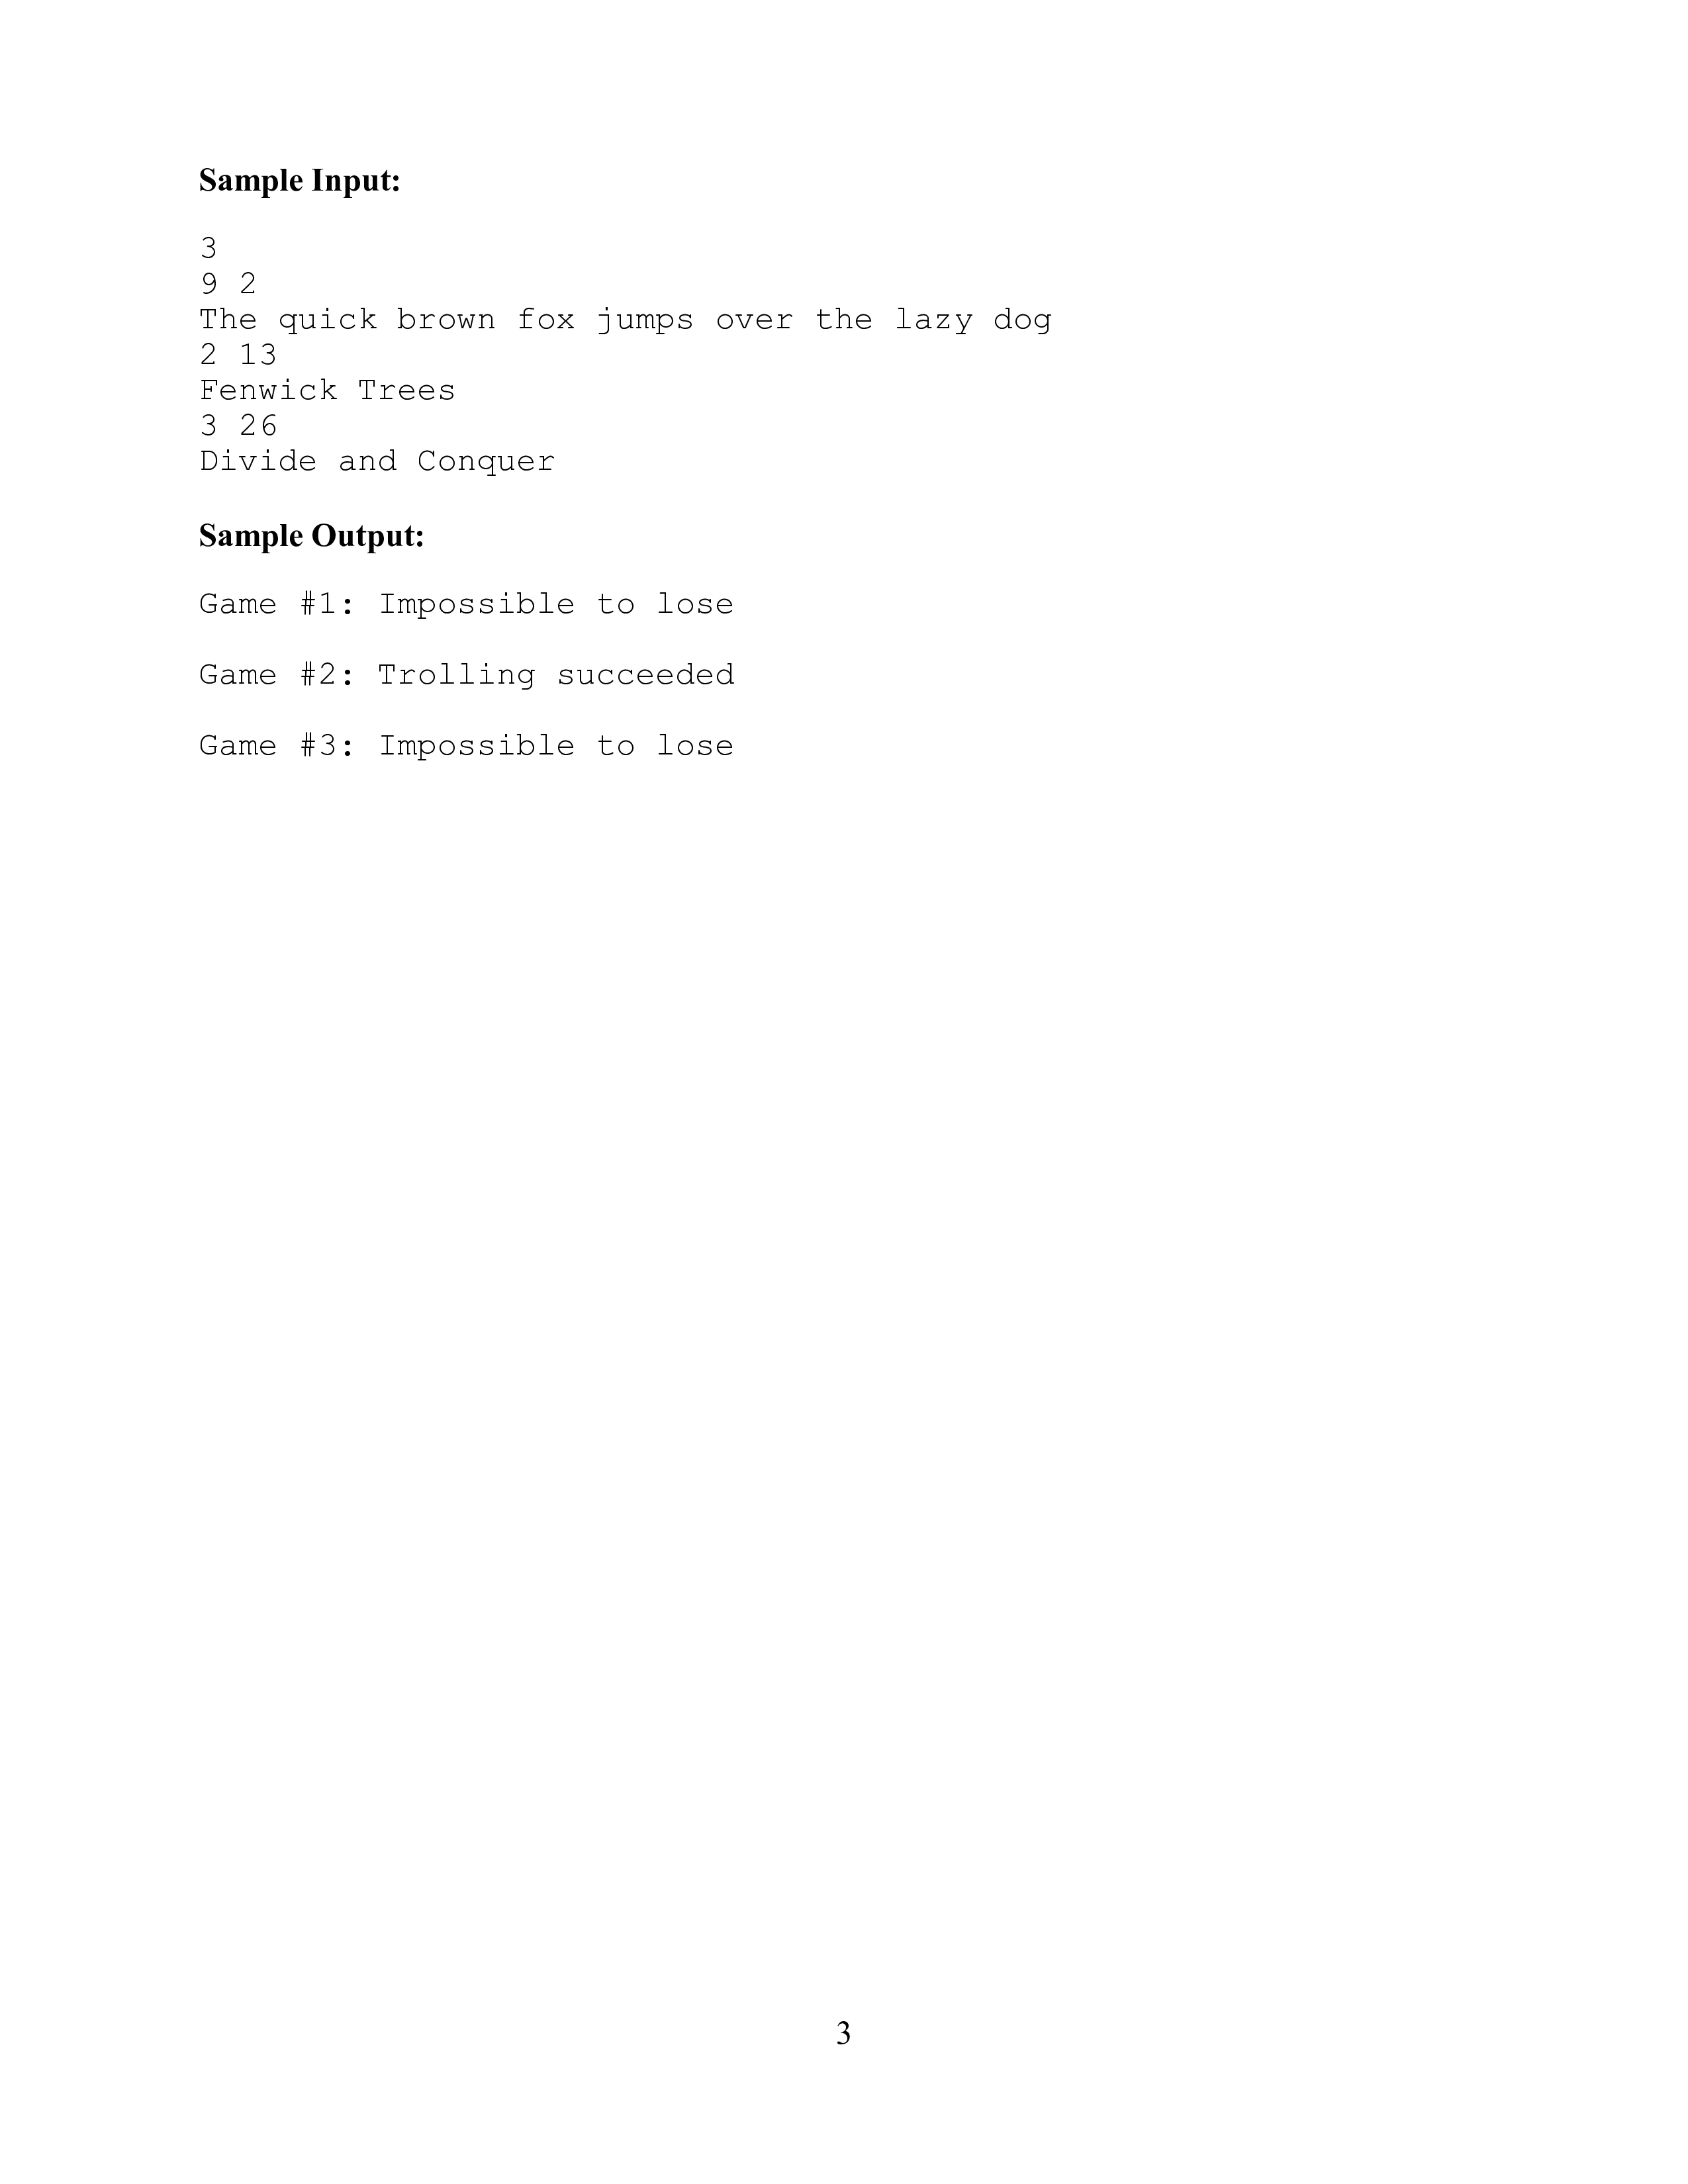 Sample Input:
3
9 2
The quick brown fox jumps over the lazy dog
2 13
Fenwick Trees
3 26
Divide and Conquer
Sample Output:
Game #1: Impossible to lose
Game #2: Trolling succeeded
Game #3: Impossible to lose
3